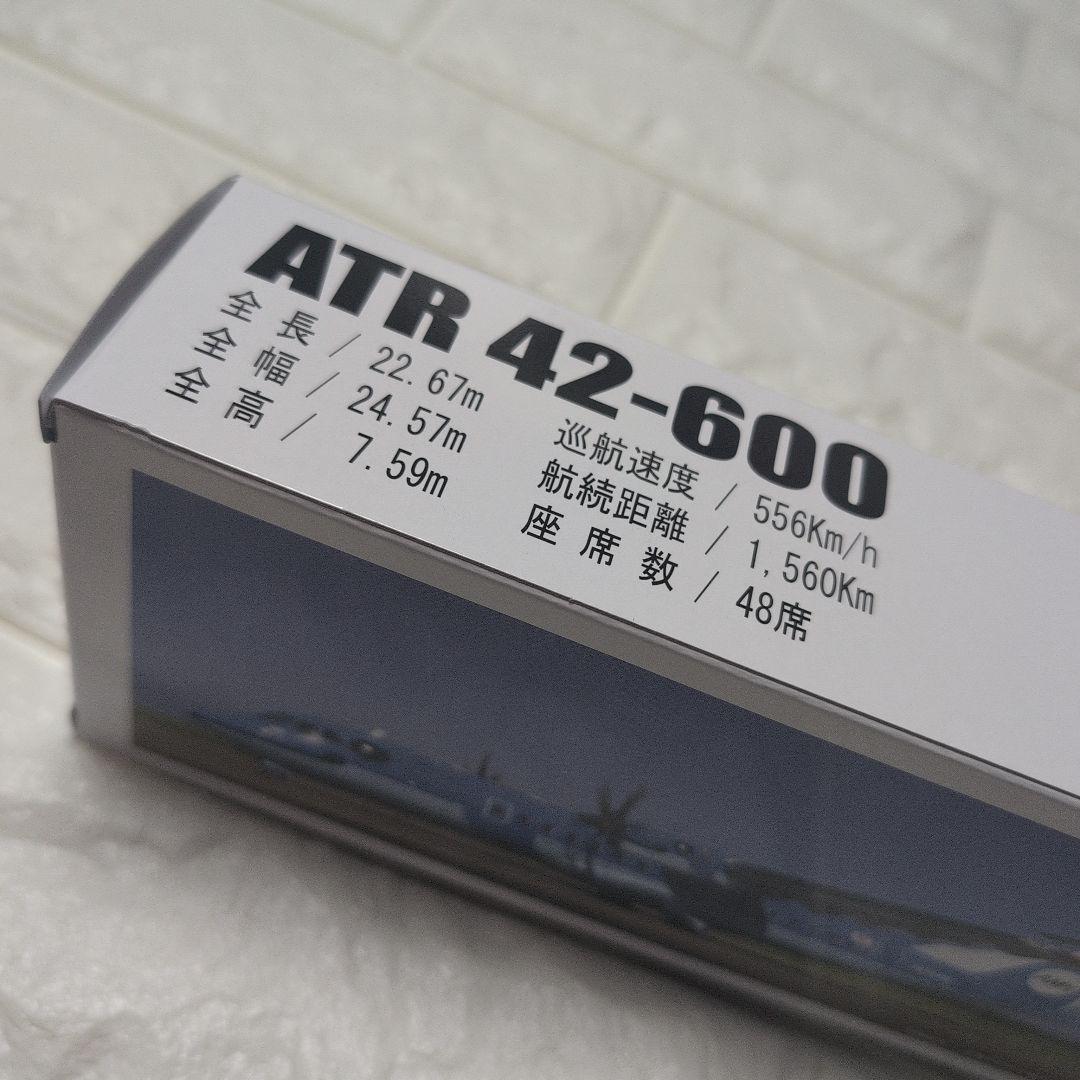 ATR 42-600
全長/22.67m
全幅/24.57m
全高/7.59m
巡航速度/556Km/h
航続距離/1,560Km
座席数/48席